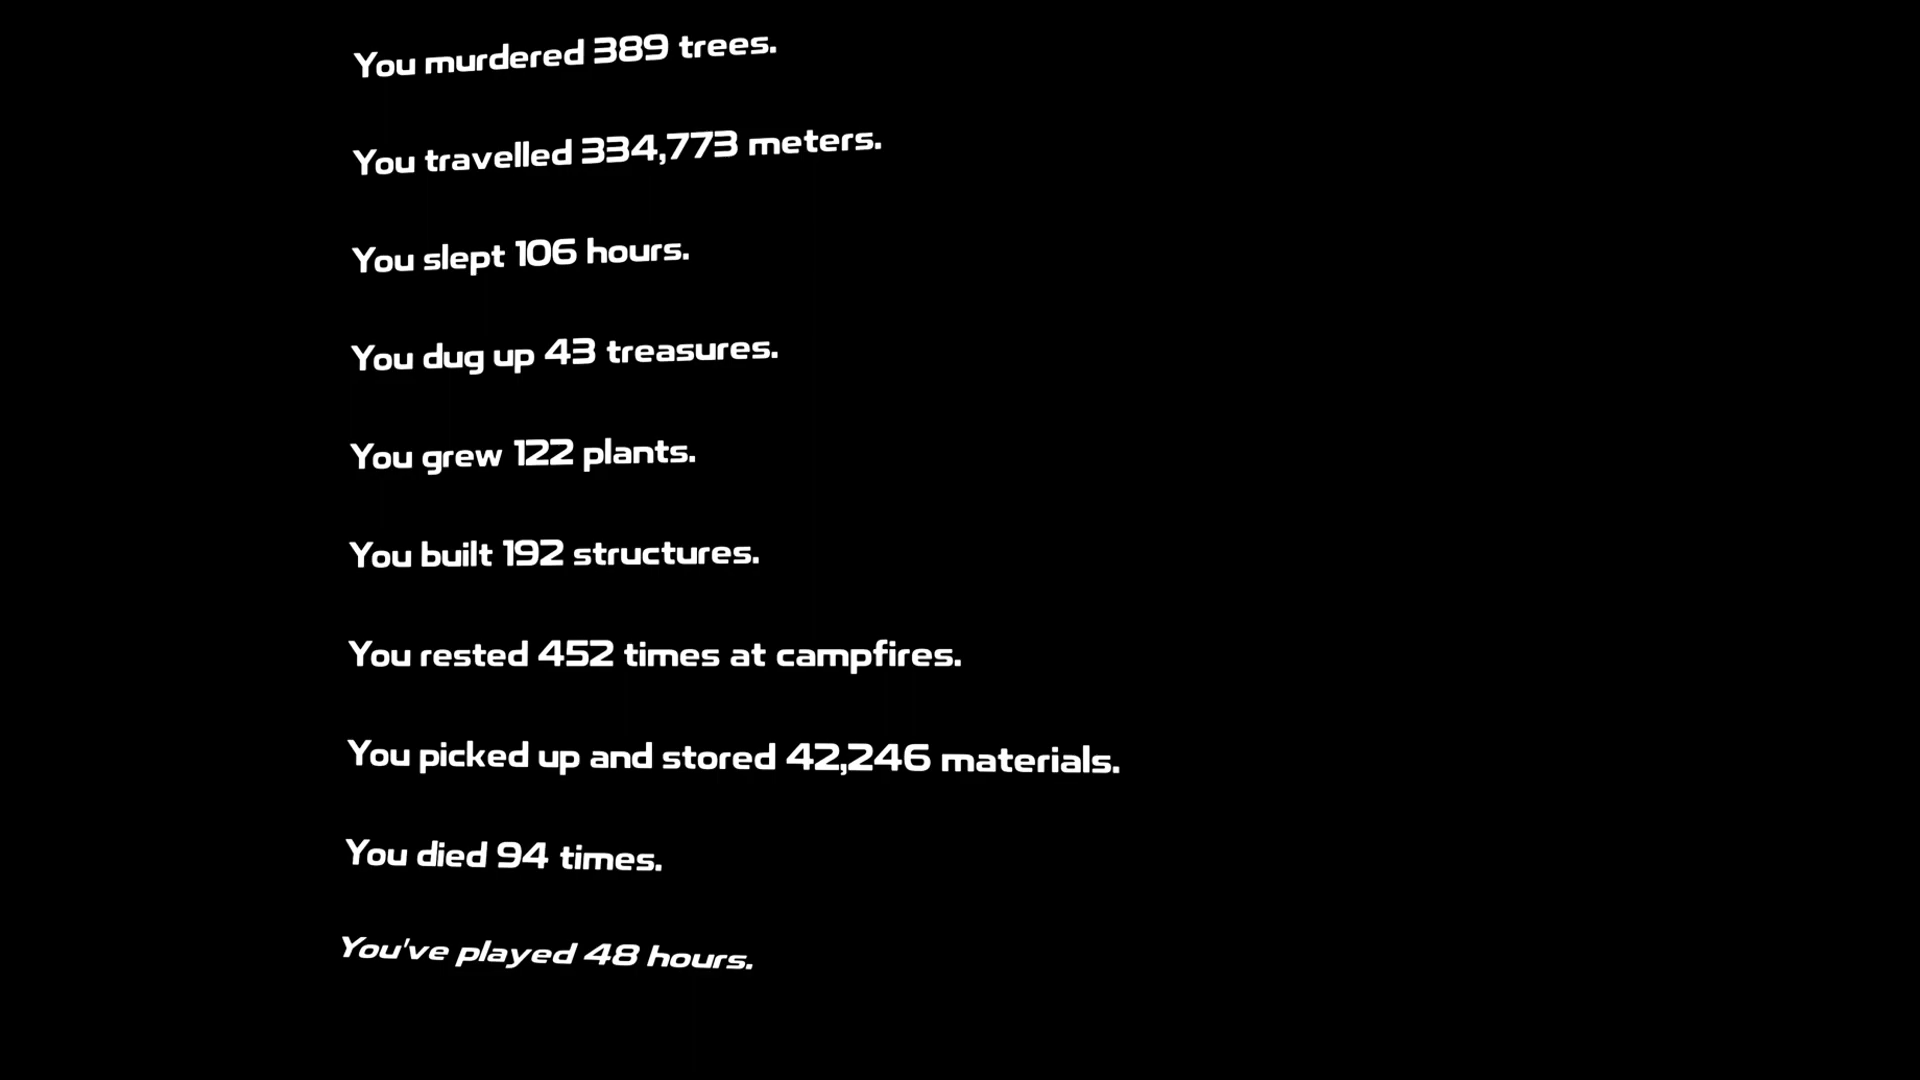 You murdered 389 trees.
You travelled 334,773 meters.
You slept 106 hours.
You dug up 43 treasures.
You grew 122 plants.
You built 192 structures.
You rested 452 times at campfires.
You picked up and stored 42,246 materials.
You died 94 times.
You've played 48 hours.